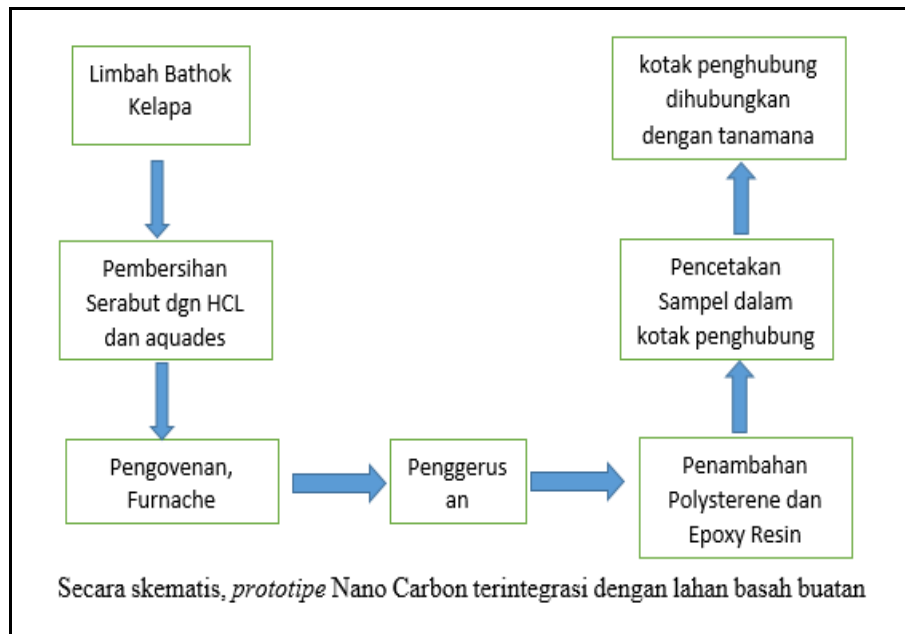 Limbah Bathok
Kelapa
Pembersihan
Serabut dgn HCL
dan aquades
Pengovenan,
Furnache
Penggerus
an
Penambahan
Polysterene dan
Epoxy Resin
Pencetakan
Sampel dalam
kotak penghubung
kotak penghubung
dihubungkan
dengan tanamana
Secara skematis, prototipe Nano Carbon terintegrasi dengan lahan basah buatan